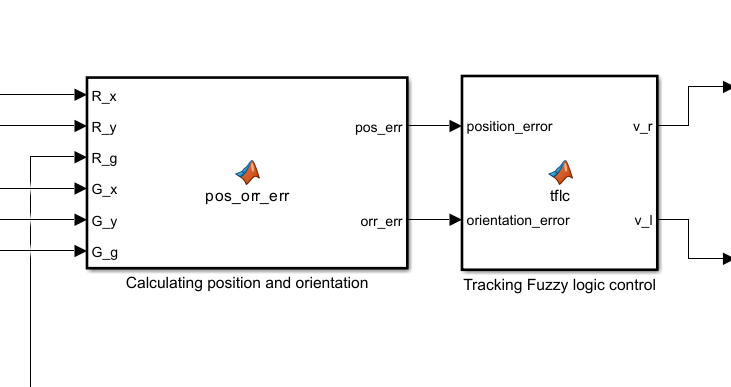 R_x
R_y
R_g
G_x
G_y
G_g
pos_orr_err
pos_err
orr_err
Calculating position and orientation
position_error
orientation_error
tflc
v_r
v_l
Tracking Fuzzy logic control